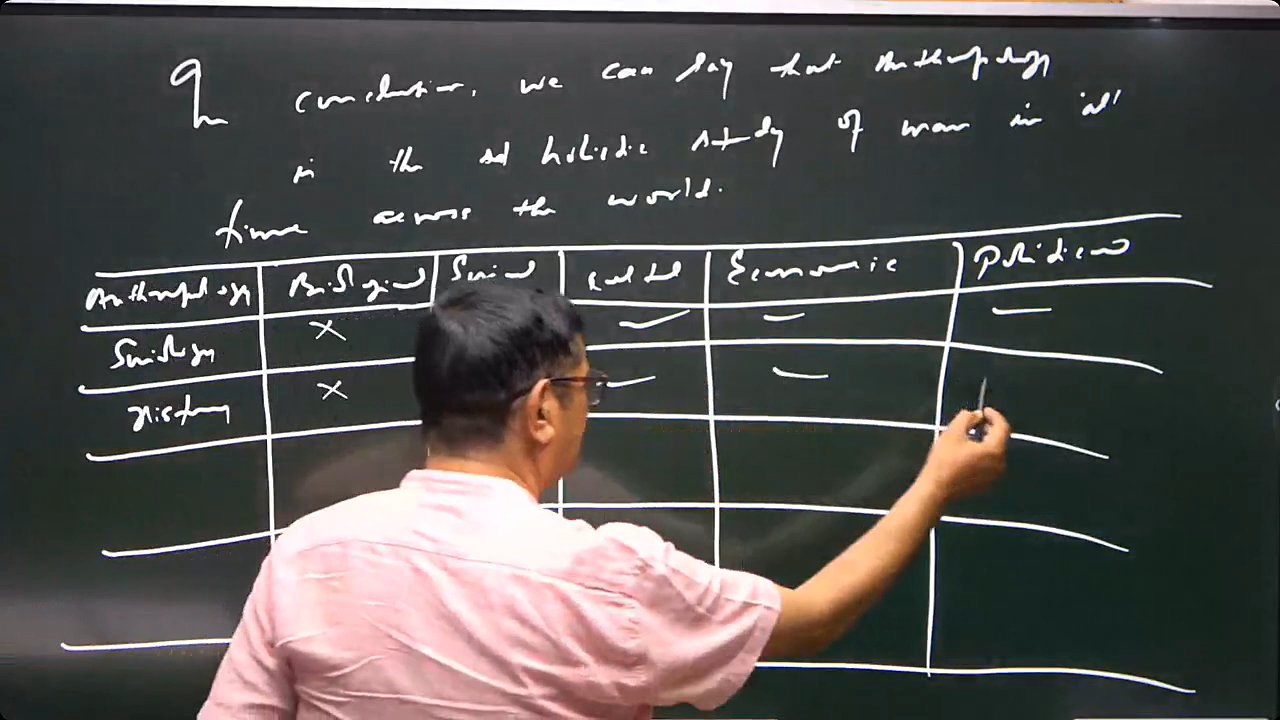 In conclusion, we can say that Anthropology
is the holistic study of man in all
time across the world.
Anthropology Biological Social Economic Political
Sociology X
History X